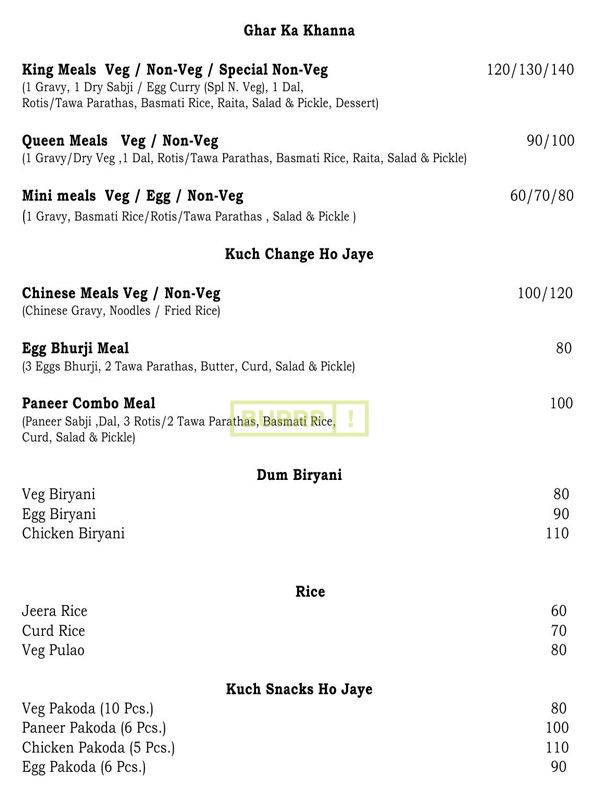 Ghar Ka Khanna
King Meals Veg / Non-Veg / Special Non-Veg 120/130/140
(1 Gravy, 1 Dry Sabji / Egg Curry (Spl N. Veg), 1 Dal,
Rotis/Tawa Parathas, Basmati Rice, Raita, Salad & Pickle, Dessert)
Queen Meals Veg / Non-Veg 90/100
(1 Gravy/Dry Veg ,1 Dal, Rotis/Tawa Parathas, Basmati Rice, Raita, Salad & Pickle)
Mini meals Veg / Egg / Non-Veg 60/70/80
(1 Gravy, Basmati Rice/Rotis/Tawa Parathas , Salad & Pickle )
Kuch Change Ho Jaye
Chinese Meals Veg / Non-Veg 100/120
(Chinese Gravy, Noodles / Fried Rice)
Egg Bhurji Meal 80
(3 Eggs Bhurji, 2 Tawa Parathas, Butter, Curd, Salad & Pickle)
Paneer Combo Meal 100
BURRP!
(Paneer Sabji ,Dal, 3 Rotis/2 Tawa Parathas, Basmati Rice,
Curd, Salad & Pickle)
Dum Biryani
Veg Biryani 80
Egg Biryani 90
Chicken Biryani 110
Rice
Jeera Rice 60
Curd Rice 70
Veg Pulao 80
Kuch Snacks Ho Jaye
Veg Pakoda (10 Pcs.) 80
Paneer Pakoda (6 Pcs.) 100
Chicken Pakoda (5 Pcs.) 110
Egg Pakoda (6 Pcs.) 90